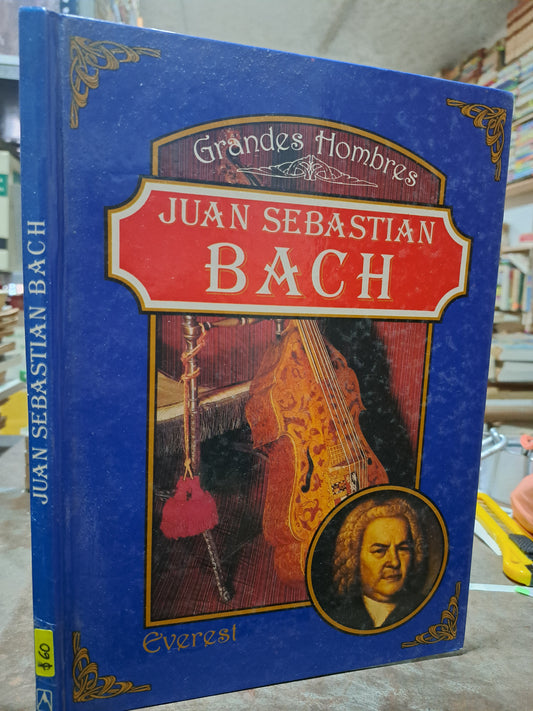 Grandes Hombres
JUAN SEBASTIAN
BACH
Everest
JUAN SEBASTIAN BACH
$60